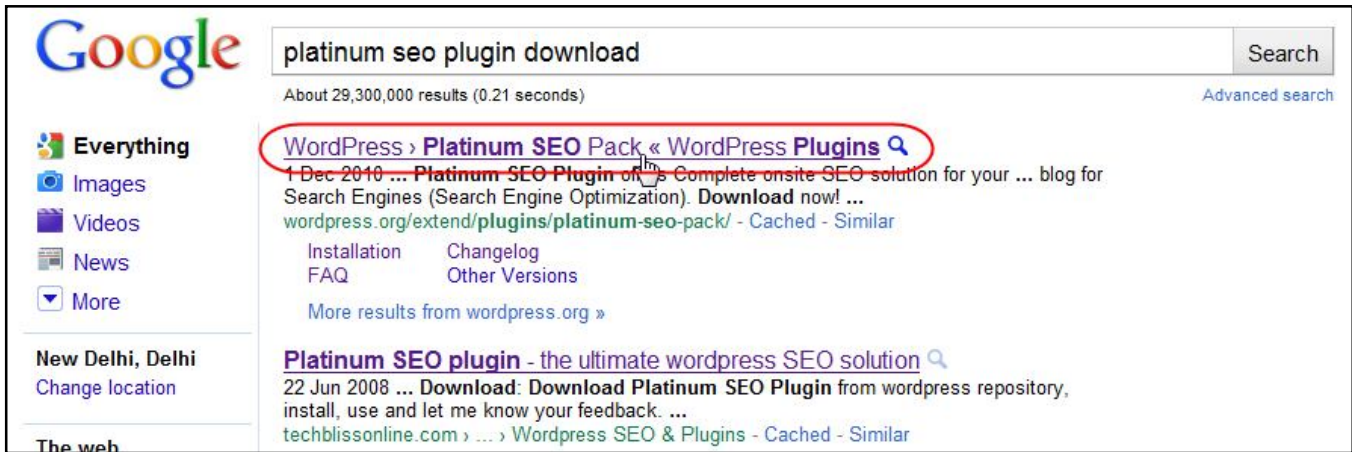 Google
platinum seo plugin download
Search
About 29,300,000 results (0.21 seconds)
Advanced search
Everything
Images
Videos
News
More
New Delhi, Delhi
Change location
The web
WordPress › Platinum SEO Pack « WordPress Plugins
1 Dec 2010 ... Platinum SEO Plugin Complete onsite SEO solution for your ... blog for
Search Engines (Search Engine Optimization). Download now! ...
wordpress.org/extend/plugins/platinum-seo-pack/ - Cached - Similar
Installation Changelog
FAQ Other Versions
More results from wordpress.org »
Platinum SEO plugin - the ultimate wordpress SEO solution
22 Jun 2008 ... Download: Download Platinum SEO Plugin from wordpress repository,
install, use and let me know your feedback. ...
techblissonline.com › ... › Wordpress SEO & Plugins - Cached - Similar